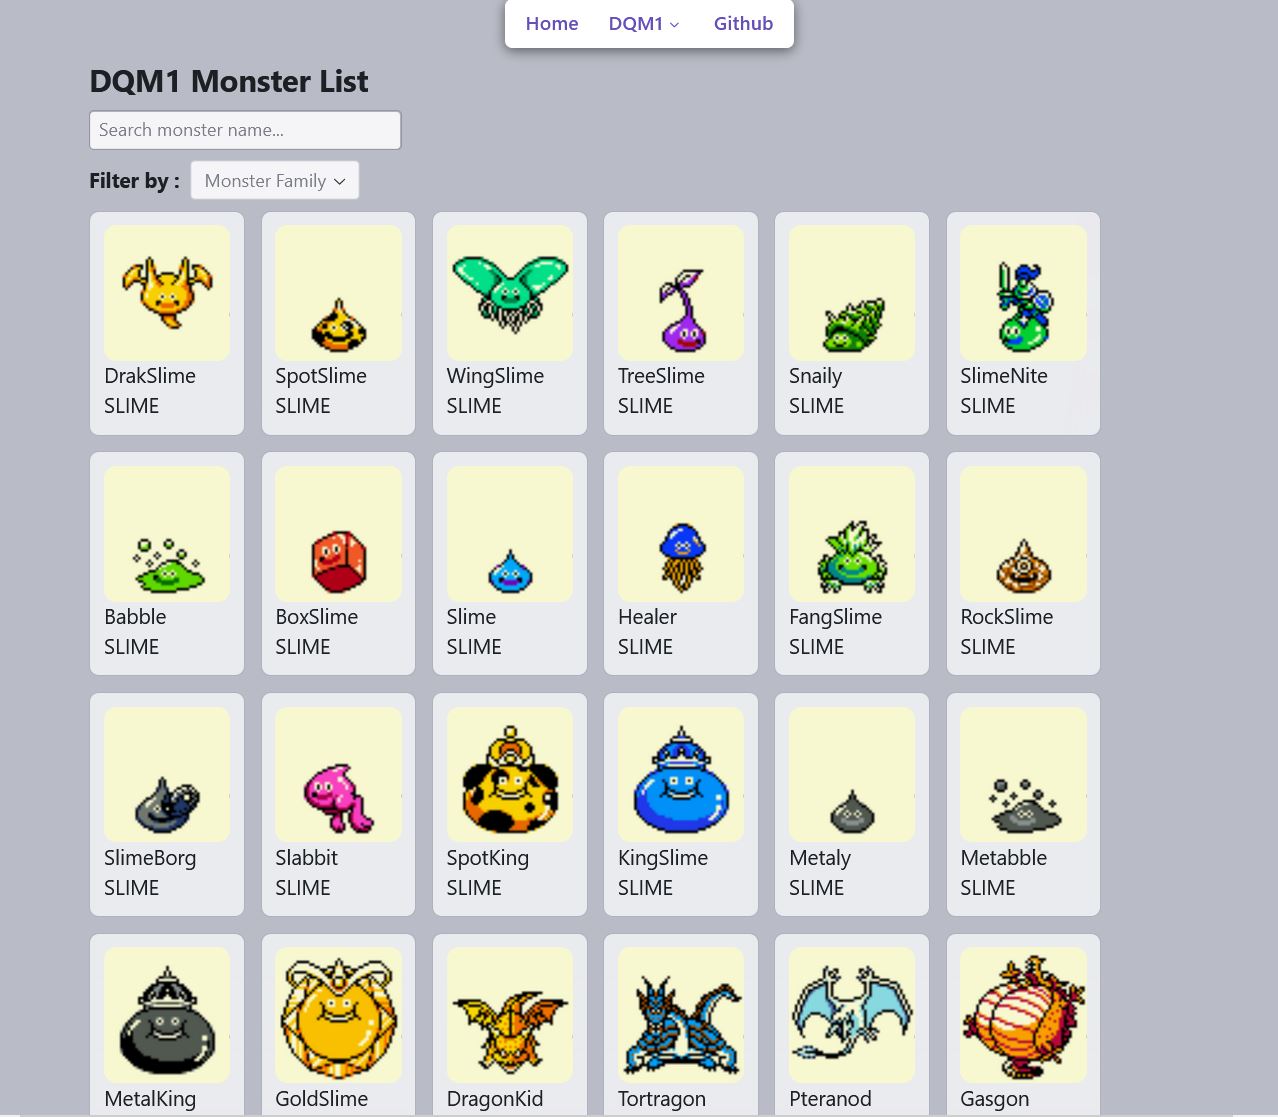 Home DQM1 Github
DQM1 Monster List
Search monster name...
Filter by : Monster Family
DrakSlime SpotSlime WingSlime TreeSlime Snaily SlimeNite
SLIME SLIME SLIME SLIME SLIME SLIME
Babble BoxSlime Slime Healer FangSlime RockSlime
SLIME SLIME SLIME SLIME SLIME SLIME
SlimeBorg Slabbit SpotKing KingSlime Metaly Metabble
SLIME SLIME SLIME SLIME SLIME SLIME
MetalKing GoldSlime DragonKid Tortragon Pteranod Gasgon